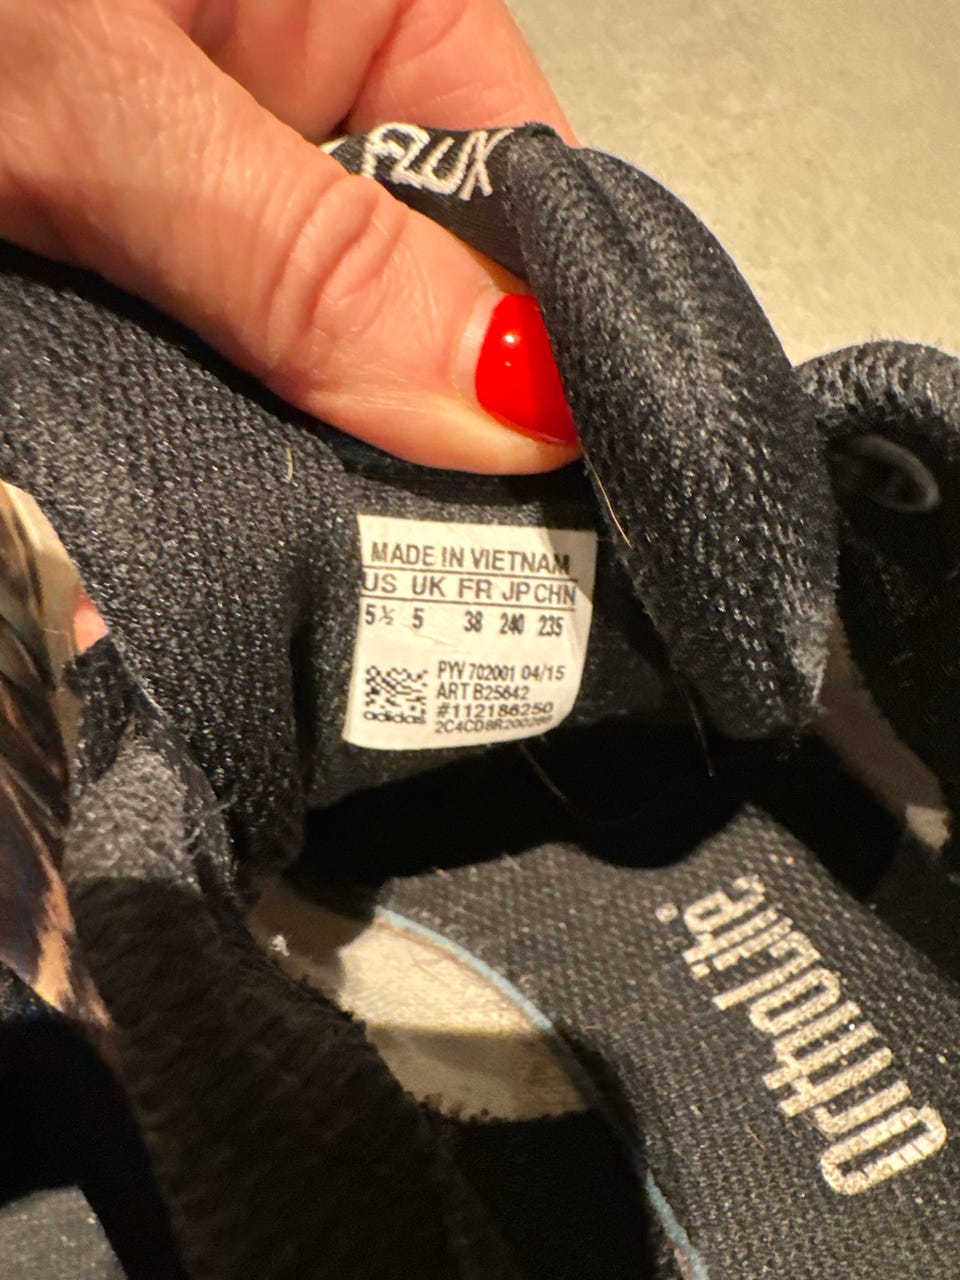 FLUX
MADE IN VIETNAM
US UK FR JP CHN
5½ 5 38 240 235
PYV 702001 04/15
ART B25642
#112186250
adidas
OrthoLite